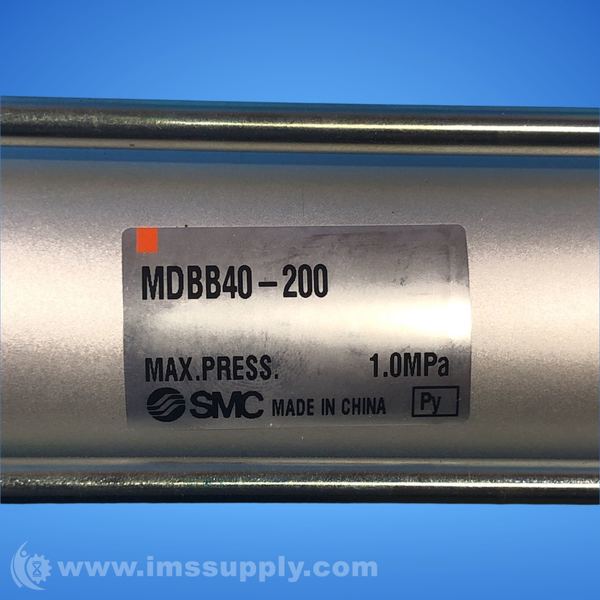 MDBB40-200
MAX.PRESS. 1.0MPa
SMC MADE IN CHINA Py
www.imssupply.com